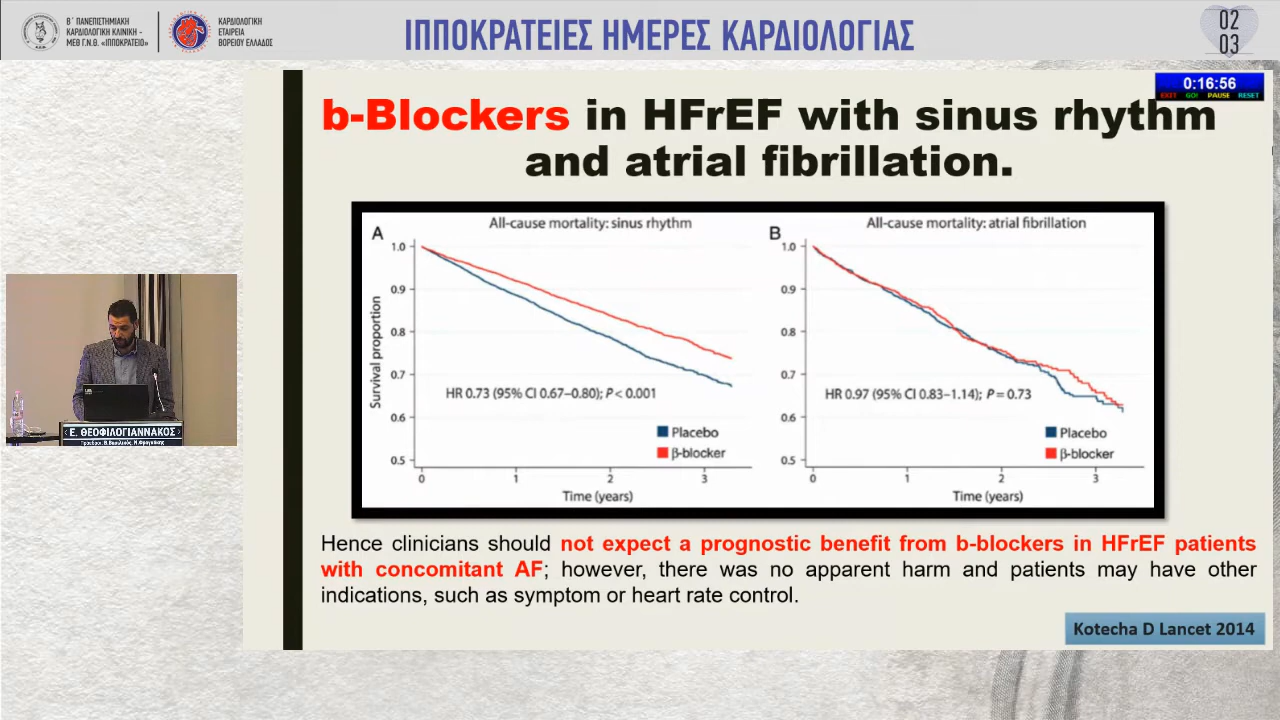 Β΄ ΠΑΝΕΠΙΣΤΗΜΙΑΚΗ
ΚΑΡΔΙΟΛΟΓΙΚΗ ΚΛΙΝΙΚΗ -
ΜΕΘ Γ.Ν.Θ. «ΙΠΠΟΚΡΑΤΕΙΟ»
ΚΑΡΔΙΟΛΟΓΙΚΗ
ΕΤΑΙΡΕΙΑ
ΒΟΡΕΙΟΥ ΕΛΛΑΔΟΣ
ΙΠΠΟΚΡΑΤΕΙΕΣ ΗΜΕΡΕΣ ΚΑΡΔΙΟΛΟΓΙΑΣ
02
03
0:16:56
EXIT GO! PAUSE RESET
b-Blockers in HFrEF with sinus rhythm
and atrial fibrillation.
A
All-cause mortality: sinus rhythm
Survival proportion
1.0
0.9
0.8
0.7
0.6
0.5
HR 0.73 (95% CI 0.67–0.80); P < 0.001
Placebo
β-blocker
0 1 2 3
Time (years)
B
All-cause mortality: atrial fibrillation
1.0
0.9
0.8
0.7
0.6
0.5
HR 0.97 (95% CI 0.83–1.14); P = 0.73
Placebo
β-blocker
0 1 2 3
Time (years)
Hence clinicians should not expect a prognostic benefit from b-blockers in HFrEF patients
with concomitant AF; however, there was no apparent harm and patients may have other
indications, such as symptom or heart rate control.
Kotecha D Lancet 2014
Ε. ΘΕΟΦΙΛΟΓΙΑΝΝΑΚΟΣ